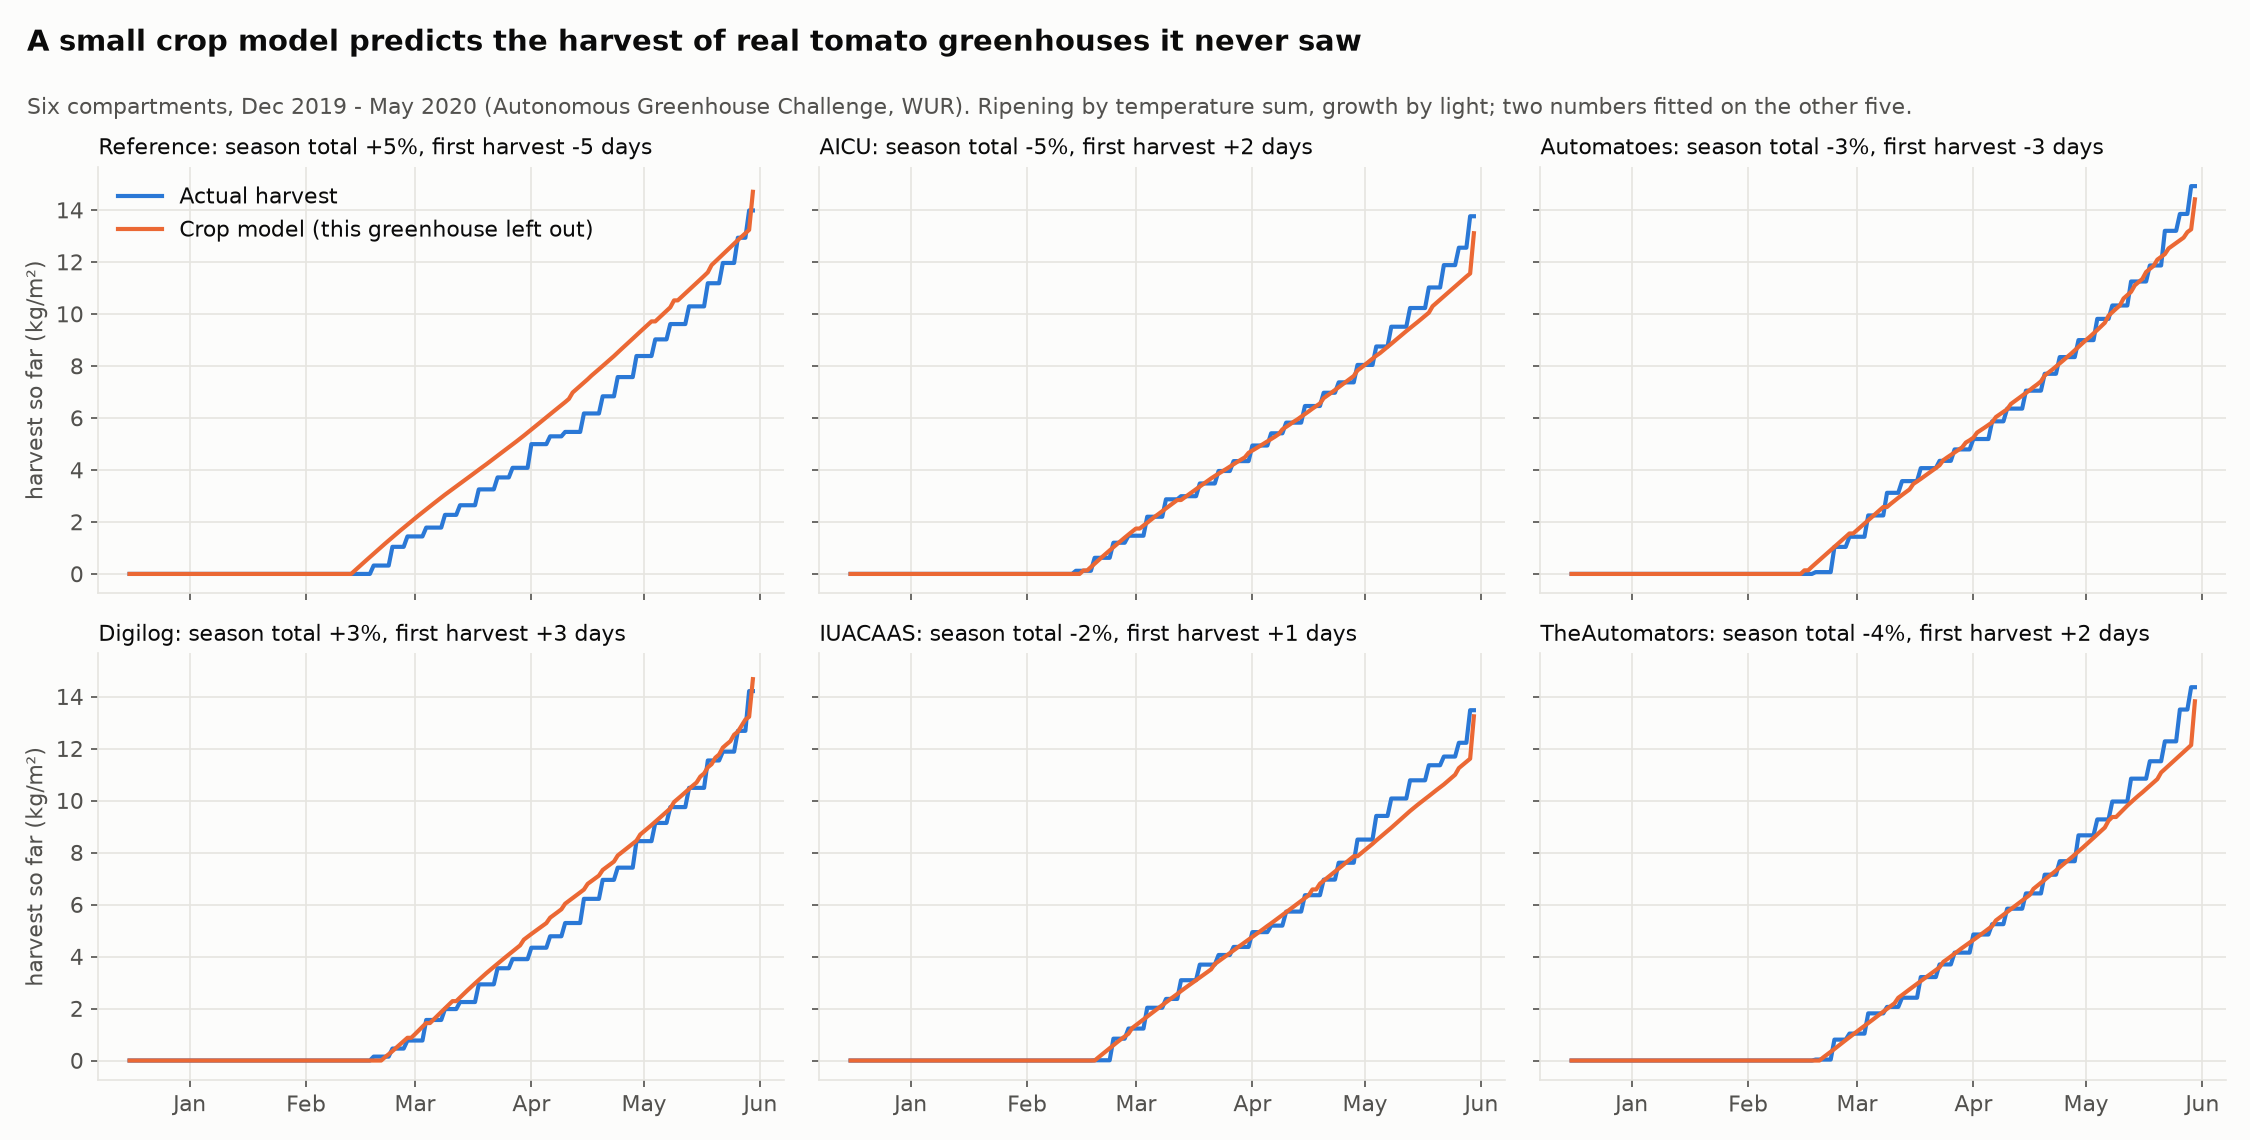 A small crop model predicts the harvest of real tomato greenhouses it never saw
Six compartments, Dec 2019 - May 2020 (Autonomous Greenhouse Challenge, WUR). Ripening by temperature sum, growth by light; two numbers fitted on the other five.
Reference: season total +5%, first harvest -5 days
Actual harvest
Crop model (this greenhouse left out)
harvest so far (kg/m²)
14
12
10
8
6
4
2
0
AICU: season total -5%, first harvest +2 days
Automatoes: season total -3%, first harvest -3 days
Digilog: season total +3%, first harvest +3 days
harvest so far (kg/m²)
14
12
10
8
6
4
2
0
Jan Feb Mar Apr May Jun
IUACAAS: season total -2%, first harvest +1 days
Jan Feb Mar Apr May Jun
TheAutomators: season total -4%, first harvest +2 days
Jan Feb Mar Apr May Jun